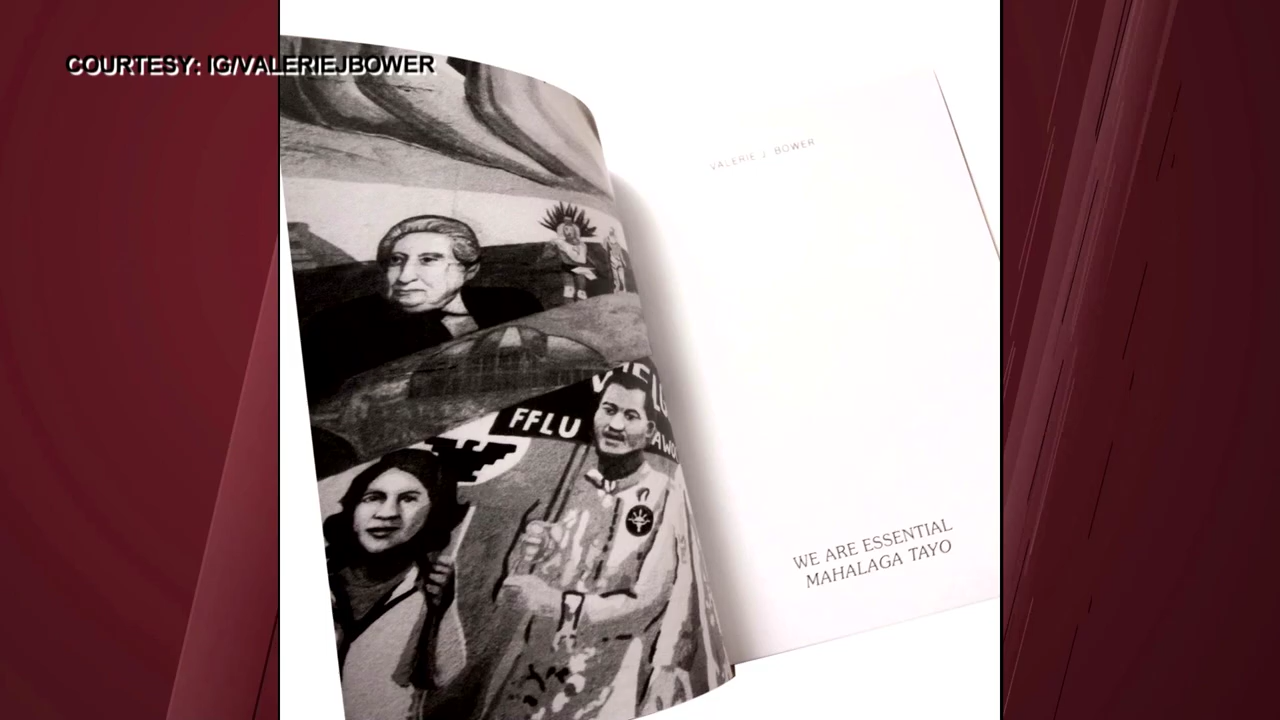 COURTESY: IG/VALERIEJBOWER
VALERIE J. BOWER
FFLU
WE ARE ESSENTIAL
MAHALAGA TAYO